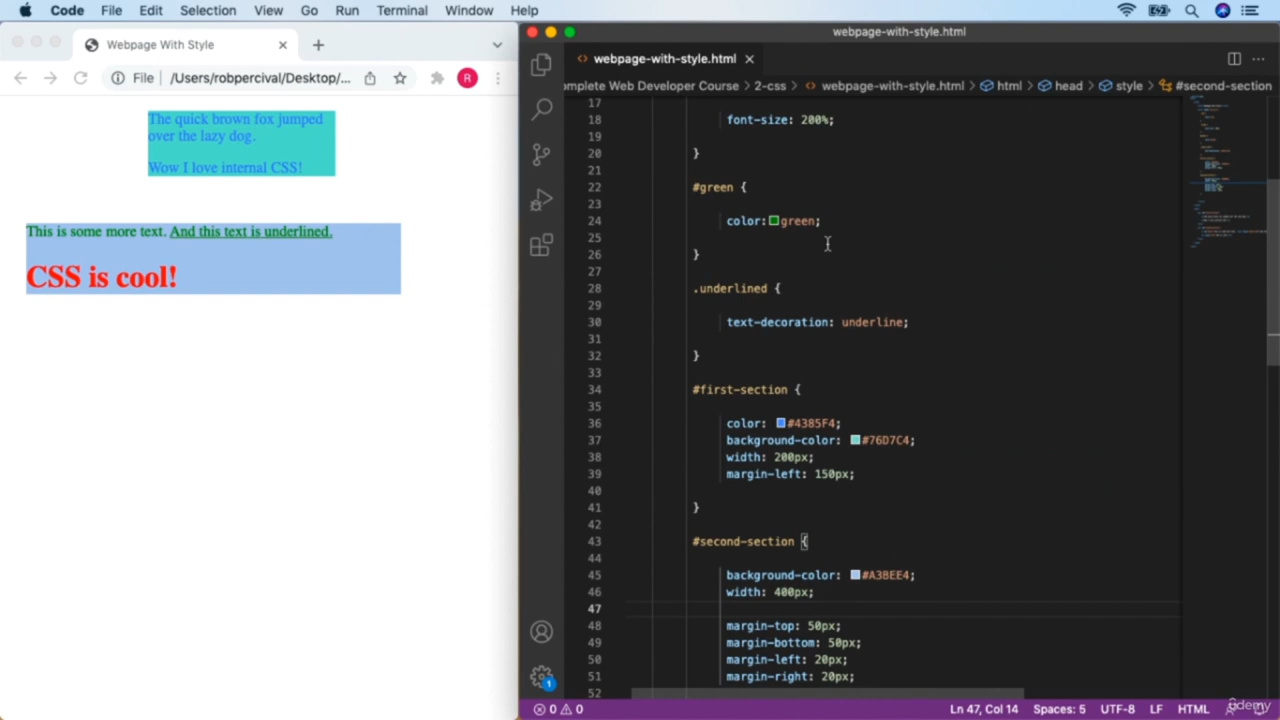 Code File Edit Selection View Go Run Terminal Window Help
Webpage With Style
File /Users/robpercival/Desktop/... R
The quick brown fox jumped
over the lazy dog.
Wow I love internal CSS!
This is some more text. And this text is underlined.
CSS is cool!
webpage-with-style.html
webpage-with-style.html
omplete Web Developer Course > 2-css > webpage-with-style.html > html > head > style > #second-section
17
18 font-size: 200%;
19
20 }
21
22 #green {
23
24 color: green;
25
26 }
27
28 .underlined {
29
30 text-decoration: underline;
31
32 }
33
34 #first-section {
35
36 color: #4385F4;
37 background-color: #76D7C4;
38 width: 200px;
39 margin-left: 150px;
40
41 }
42
43 #second-section {
44
45 background-color: #A3BEE4;
46 width: 400px;
47
48 margin-top: 50px;
49 margin-bottom: 50px;
50 margin-left: 20px;
51 margin-right: 20px;
52
1
0 0 Ln 47, Col 14 Spaces: 5 UTF-8 LF HTML
ûdemy